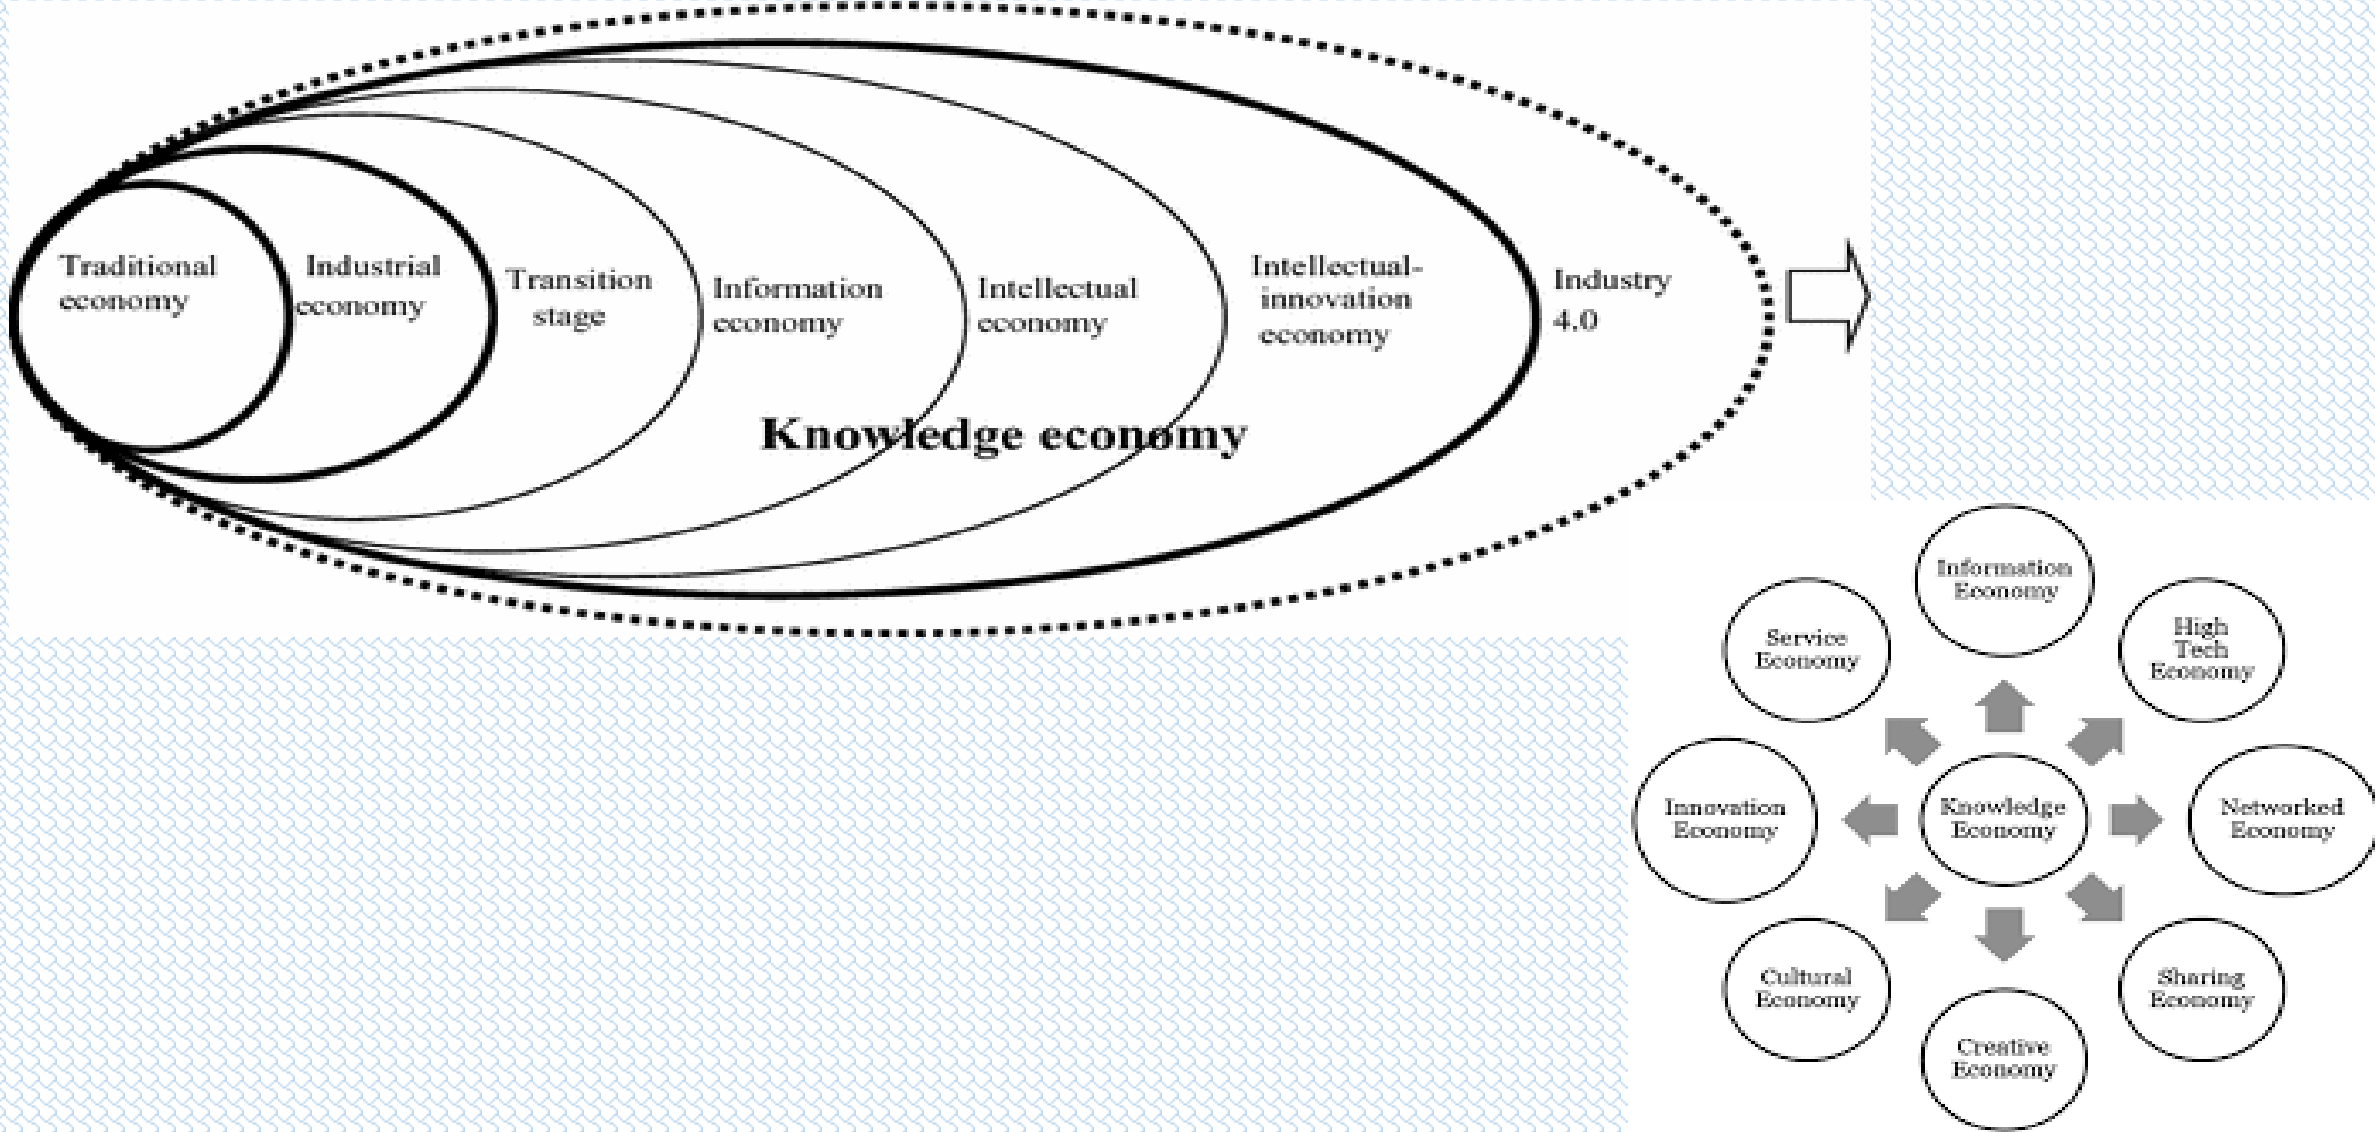 Traditional
economy
Industrial
economy
Transition
stage
Information
economy
Intellectual
economy
Intellectual-
innovation
economy
Industry
4.0
Knowledge economy
Information
Economy
Service
Economy
High
Tech
Economy
Innovation
Economy
Knowledge
Economy
Networked
Economy
Cultural
Economy
Sharing
Economy
Creative
Economy